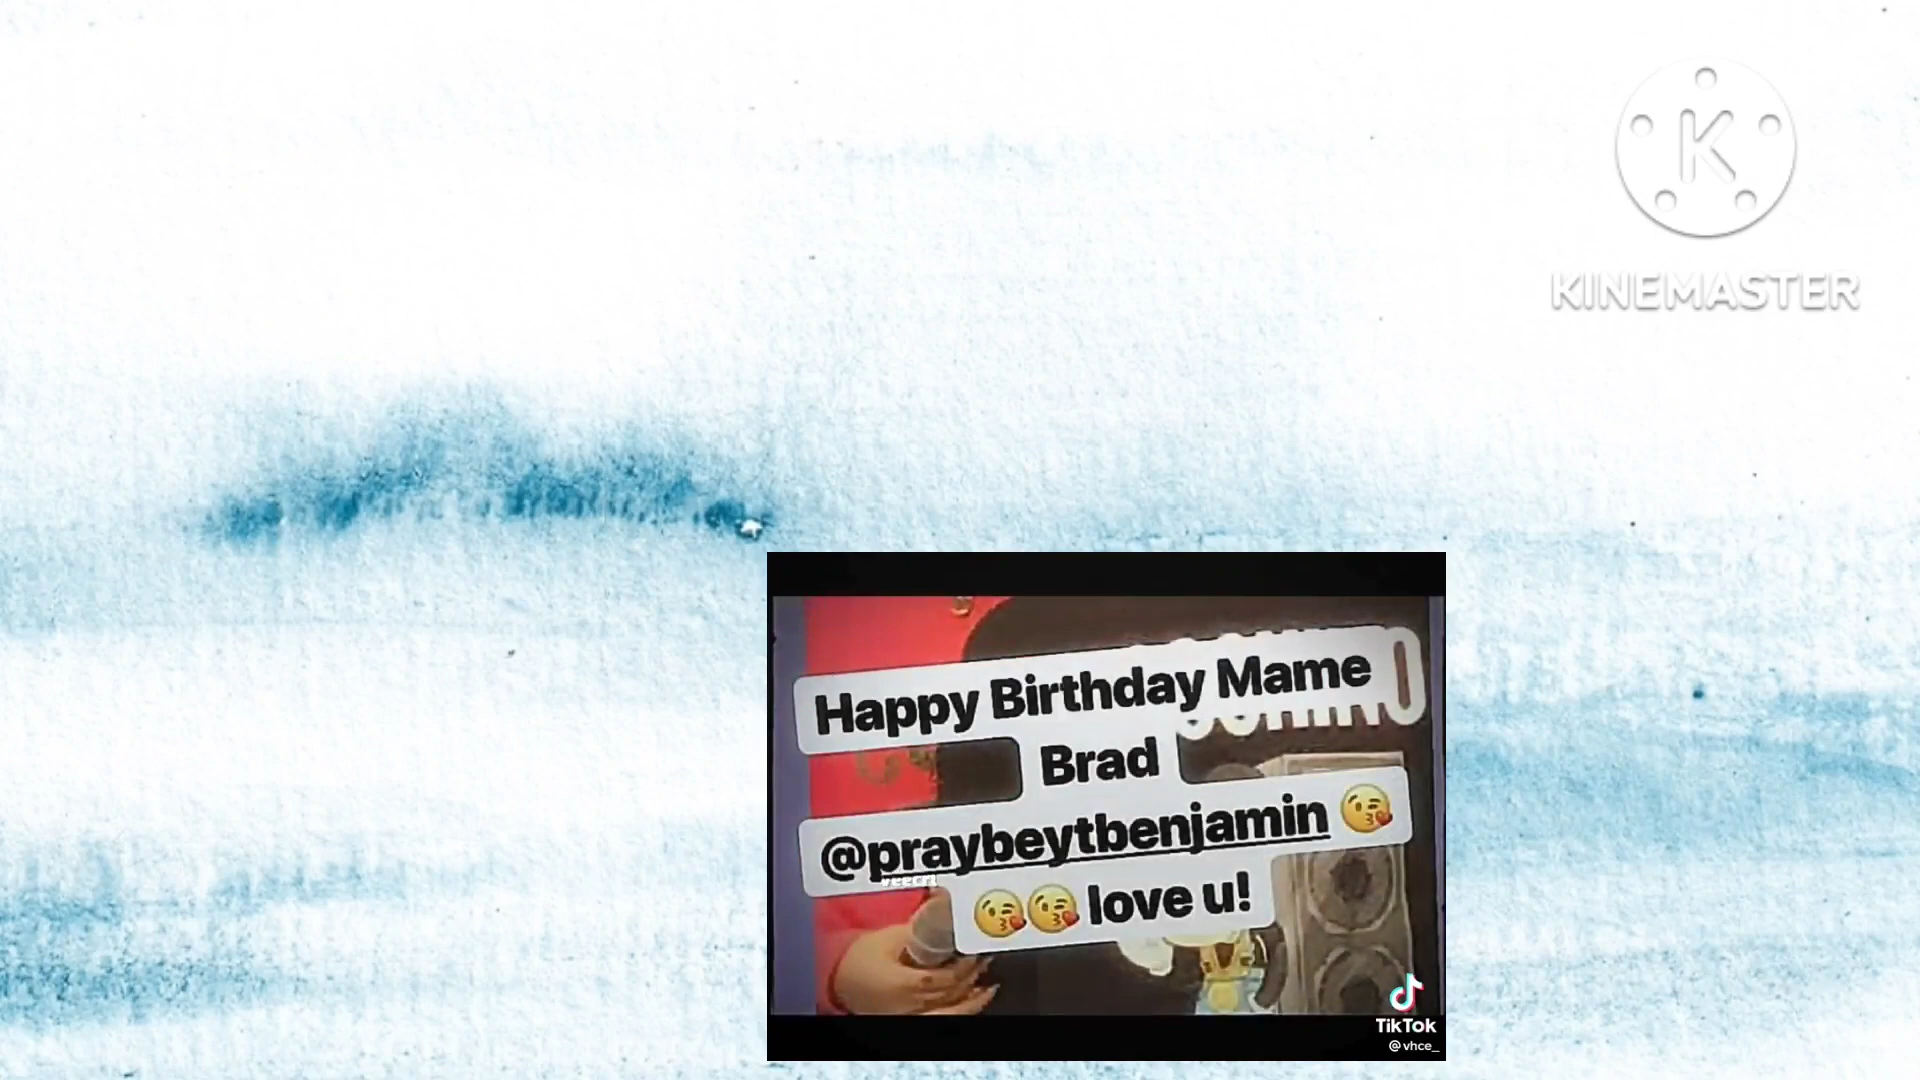 K
KINEMASTER
Happy Birthday Mame
Brad
@praybeytbenjamin 😘
😘😘 love u!
TikTok
@vhce_